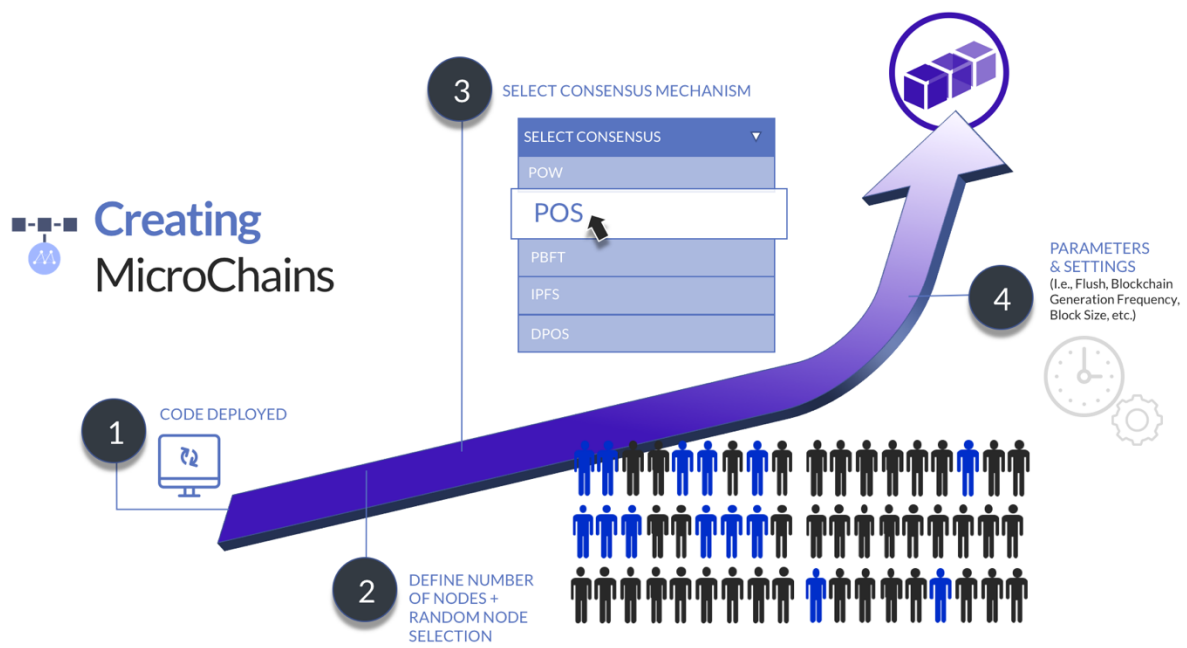 Creating
MicroChains
1
CODE DEPLOYED
2
DEFINE NUMBER
OF NODES +
RANDOM NODE
SELECTION
3
SELECT CONSENSUS MECHANISM
SELECT CONSENSUS
POW
POS
PBFT
IPFS
DPOS
4
PARAMETERS
& SETTINGS
(I.e., Flush, Blockchain
Generation Frequency,
Block Size, etc.)